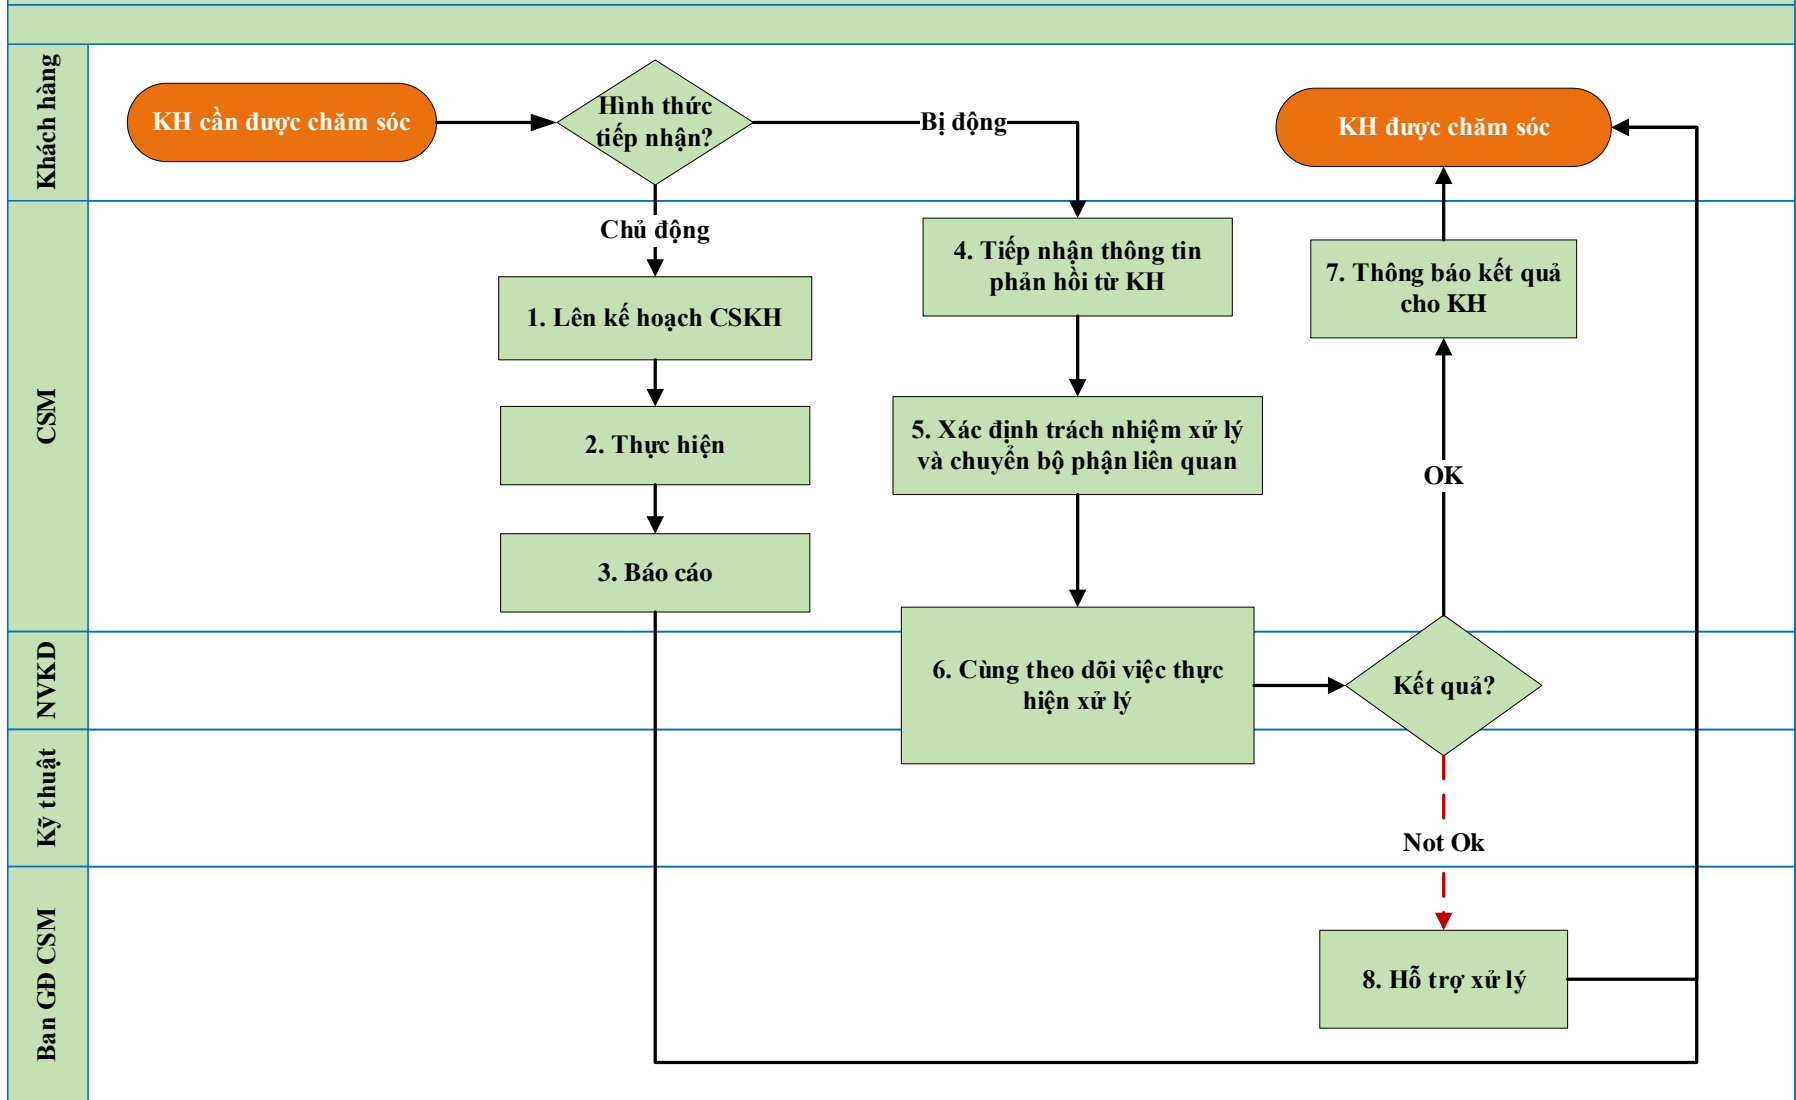 Khách hàng
KH cần được chăm sóc
Hình thức
tiếp nhận?
Bị động
KH được chăm sóc
CSM
Chủ động
1. Lên kế hoạch CSKH
2. Thực hiện
3. Báo cáo
4. Tiếp nhận thông tin
phản hồi từ KH
5. Xác định trách nhiệm xử lý
và chuyển bộ phận liên quan
7. Thông báo kết quả
cho KH
OK
NVKD
6. Cùng theo dõi việc thực
hiện xử lý
Kết quả?
Kỹ thuật
Not Ok
Ban GĐ CSM
8. Hỗ trợ xử lý